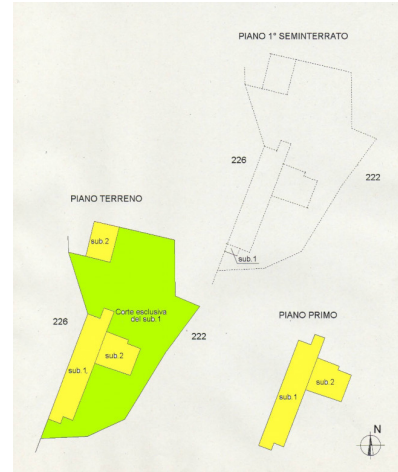 PIANO 1° SEMINTERRATO
226
222
sub.1
PIANO TERRENO
sub.2
Corte esclusiva
del sub.1
226
222
sub.2
sub.1
PIANO PRIMO
sub.1
sub.2
N